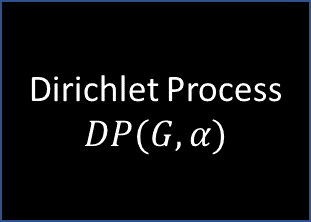 Dirichlet Process
DP(G, α)